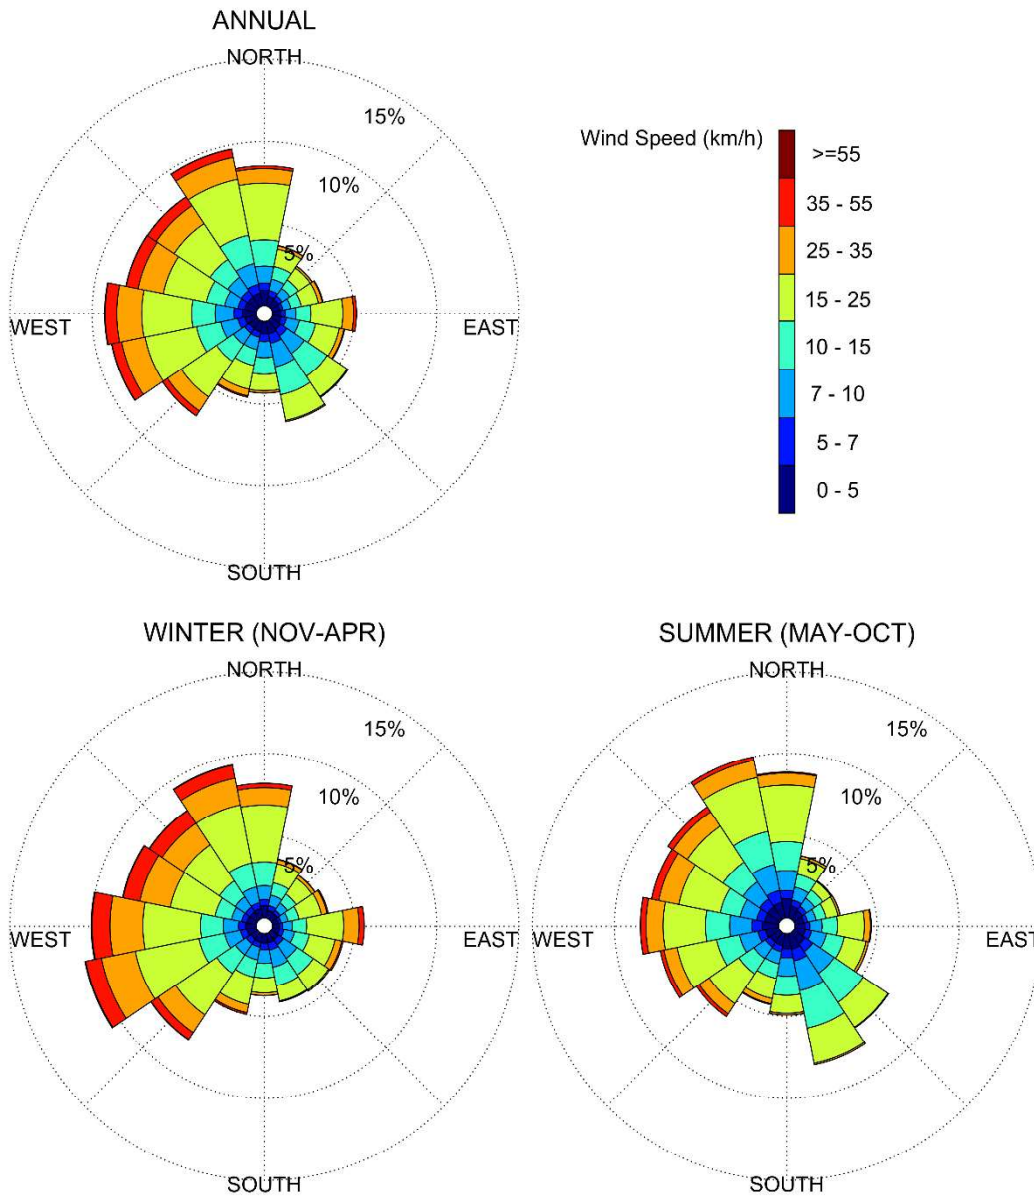 ANNUAL
NORTH
15%
10%
5%
WEST
EAST
SOUTH
Wind Speed (km/h)
>=55
35 - 55
25 - 35
15 - 25
10 - 15
7 - 10
5 - 7
0 - 5
WINTER (NOV-APR)
NORTH
15%
10%
5%
WEST
EAST
SOUTH
SUMMER (MAY-OCT)
NORTH
15%
10%
5%
WEST
EAST
SOUTH